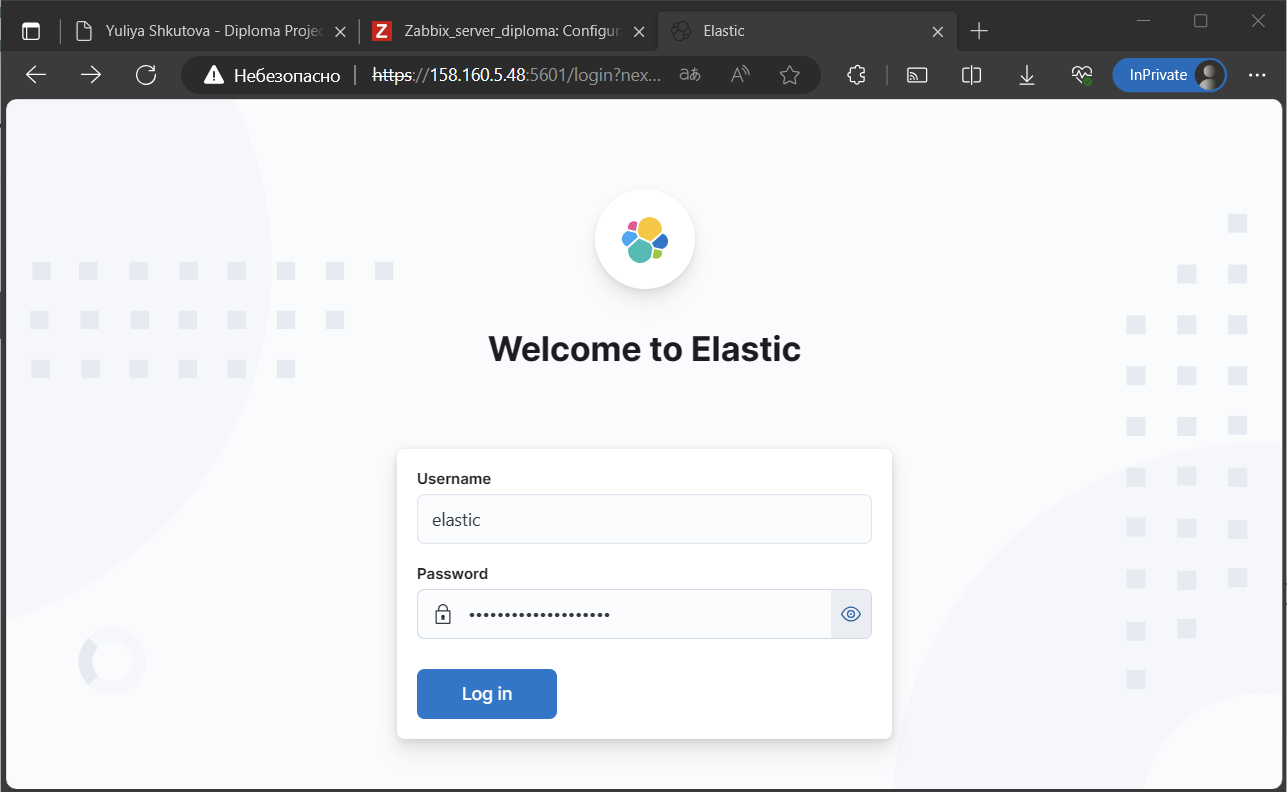 Yuliya Shkutova - Diploma Projec
Zabbix_server_diploma: Configur
Elastic
Небезопасно
https://158.160.5.48:5601/login?nex...
InPrivate
Welcome to Elastic
Username
elastic
Password
••••••••••••••••••••
Log in